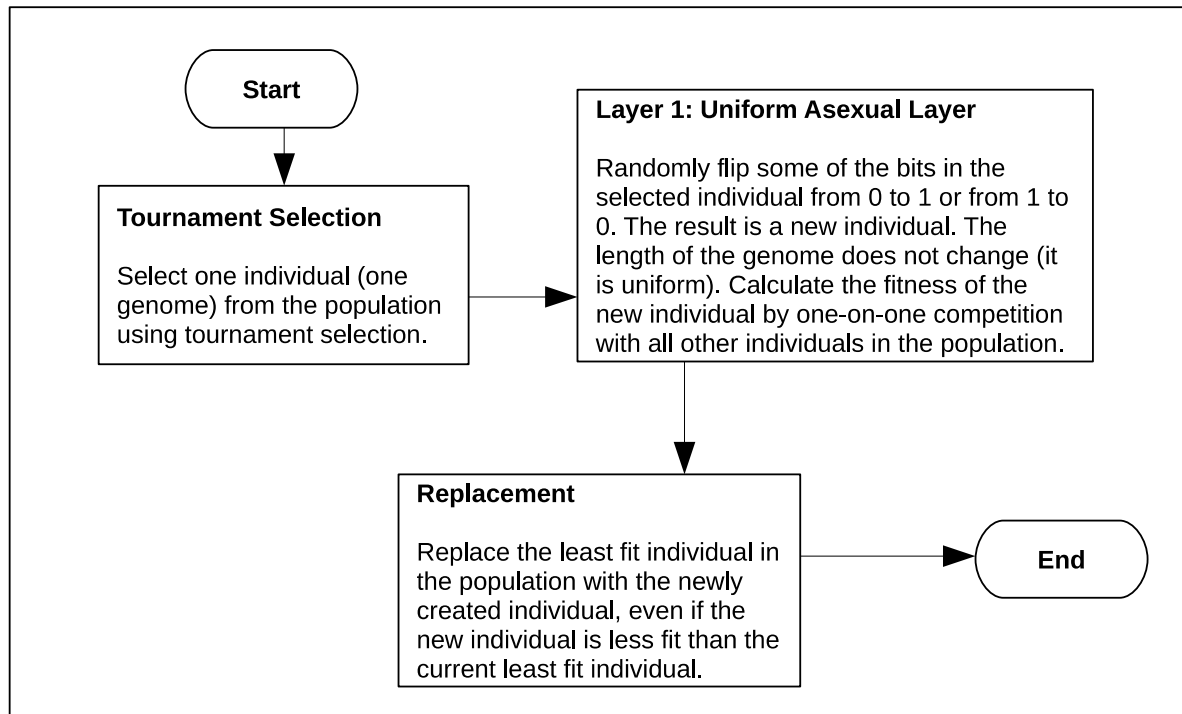 Start
Tournament Selection
Select one individual (one
genome) from the population
using tournament selection.
Layer 1: Uniform Asexual Layer
Randomly flip some of the bits in the
selected individual from 0 to 1 or from 1 to
0. The result is a new individual. The
length of the genome does not change (it
is uniform). Calculate the fitness of the
new individual by one-on-one competition
with all other individuals in the population.
Replacement
Replace the least fit individual in
the population with the newly
created individual, even if the
new individual is less fit than the
current least fit individual.
End